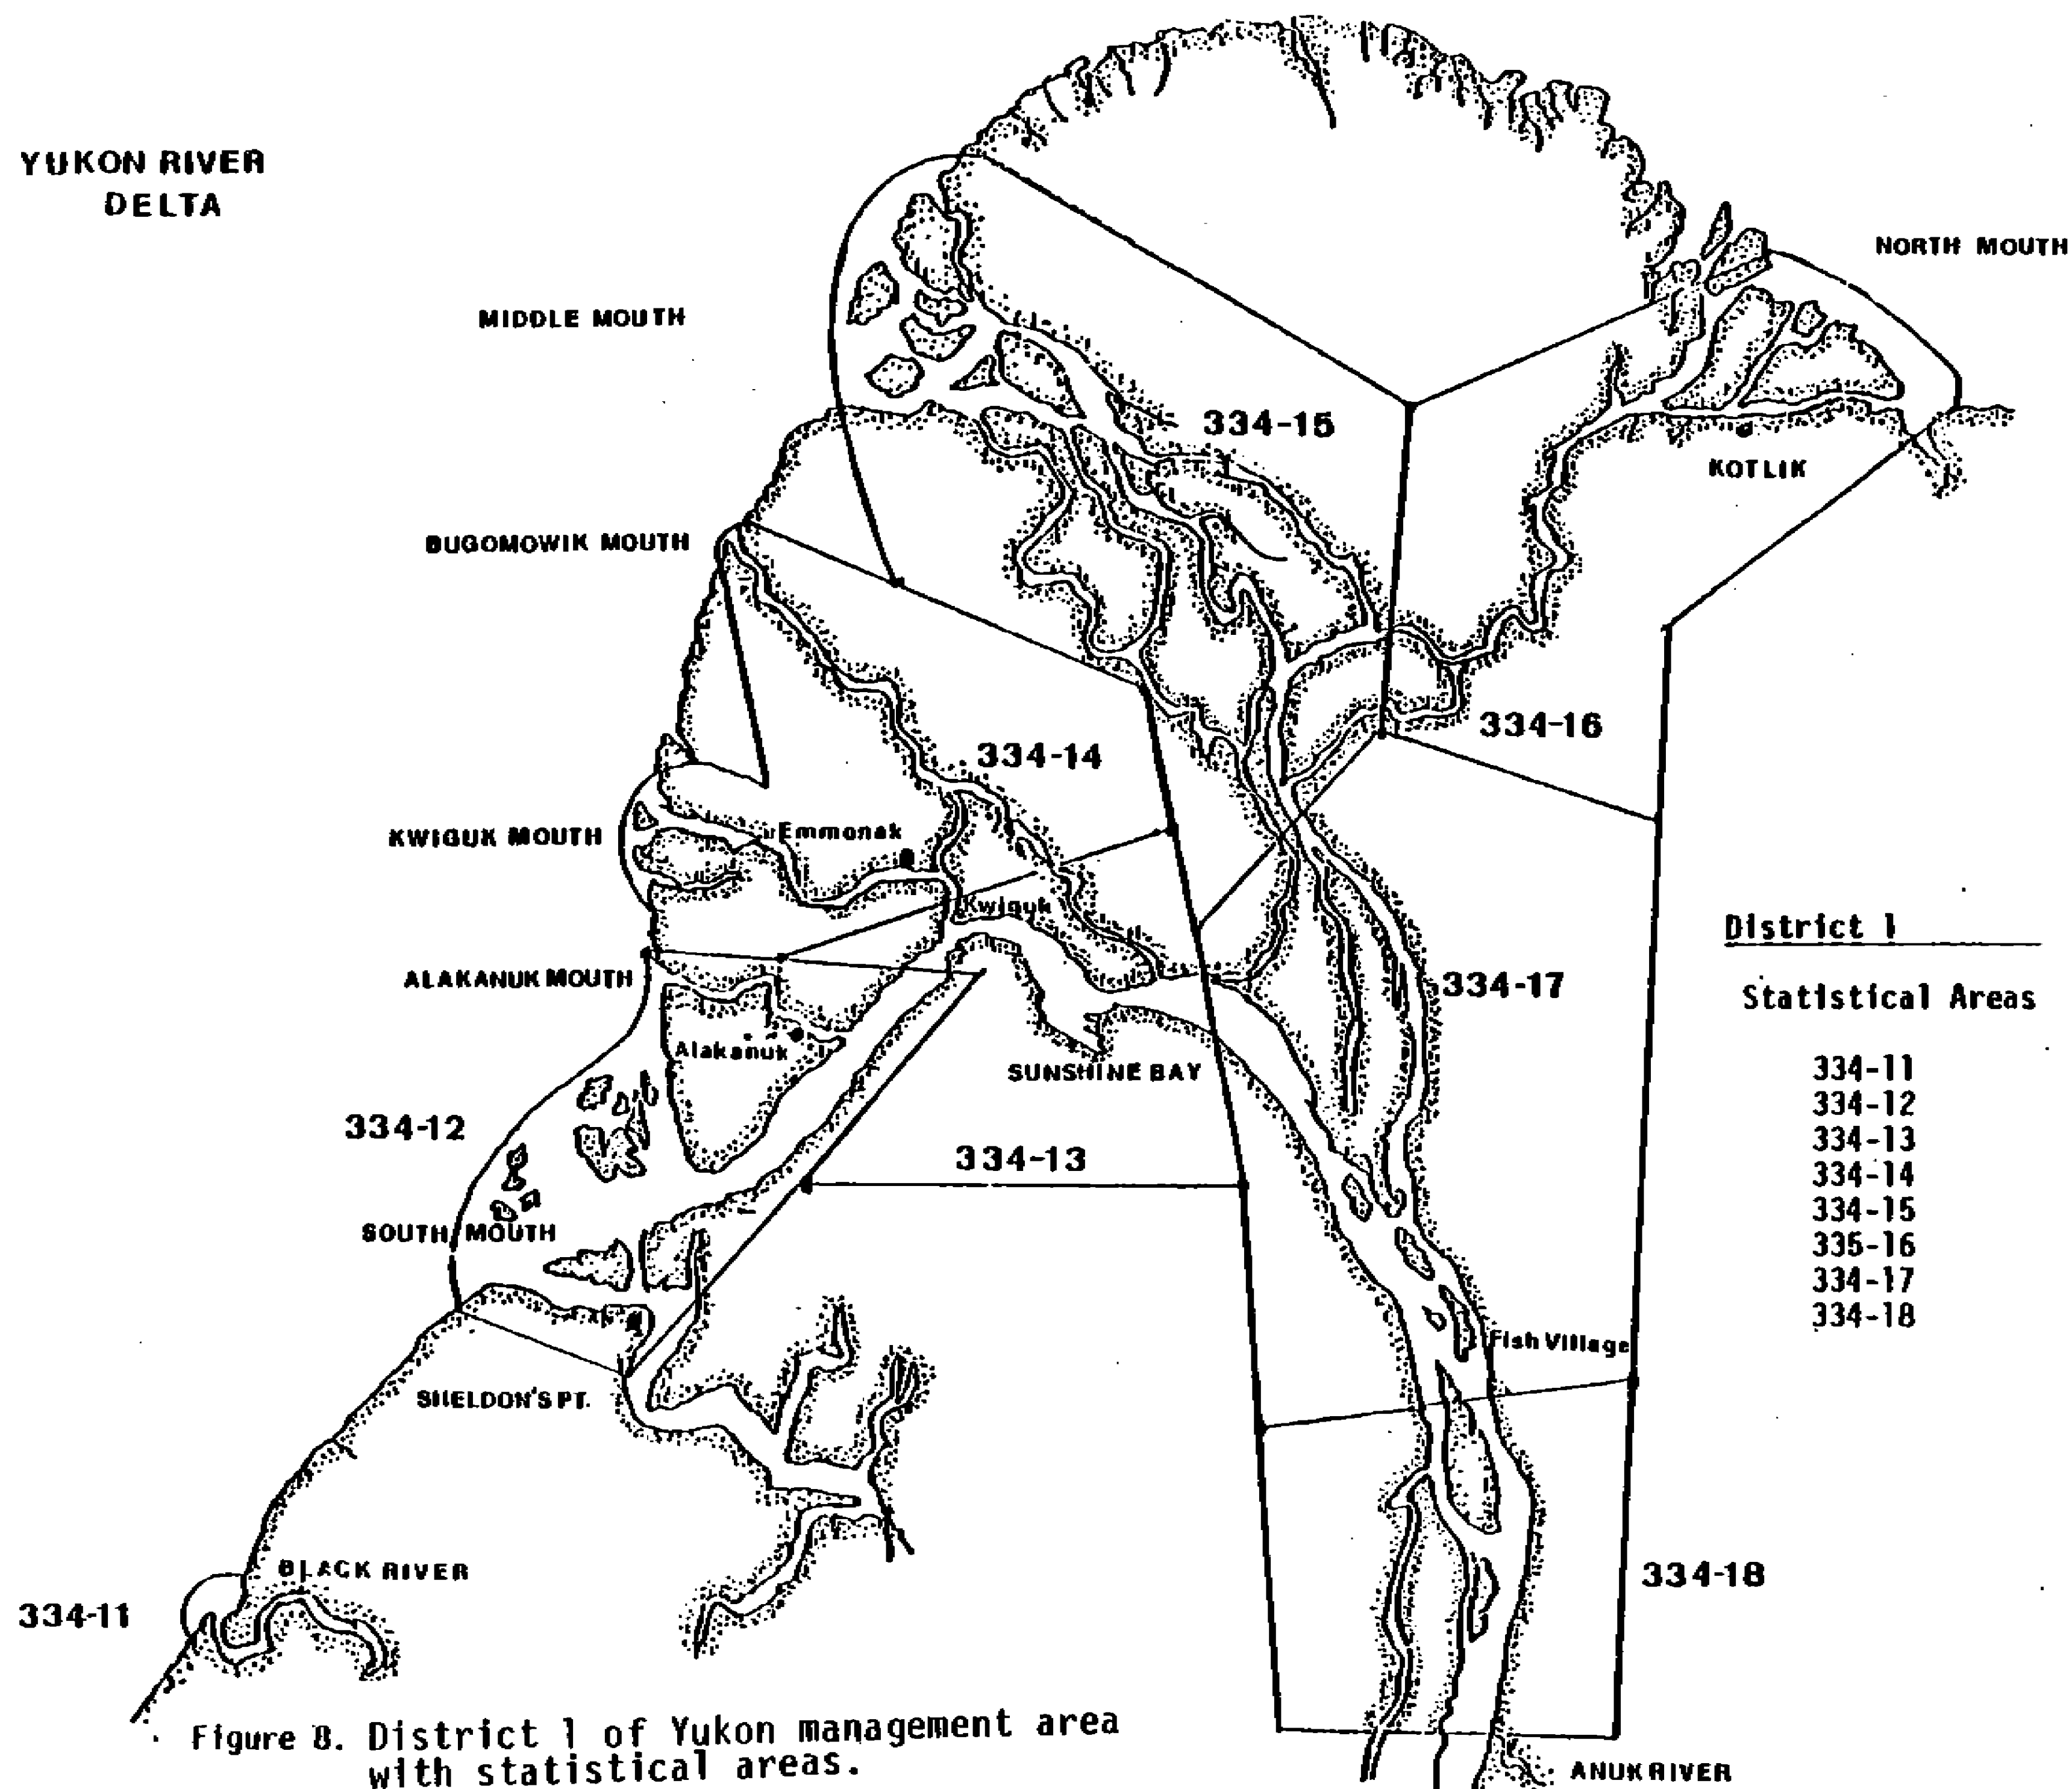 YUKON RIVER
DELTA
NORTH MOUTH
MIDDLE MOUTH
334-15
KOTLIK
BUGOMOWIK MOUTH
334-16
334-14
KWIGUK MOUTH
Emmonak
Kwiguk
District 1
ALAKANUK MOUTH
334-17
Statistical Areas
Alakanuk
SUNSHINE BAY
334-11
334-12
334-13
334-14
334-15
335-16
334-17
334-18
334-12
334-13
SOUTH MOUTH
Fish Village
SHELDON'S PT.
BLACK RIVER
334-18
334-11
Figure 8. District 1 of Yukon management area
with statistical areas.
ANUK RIVER